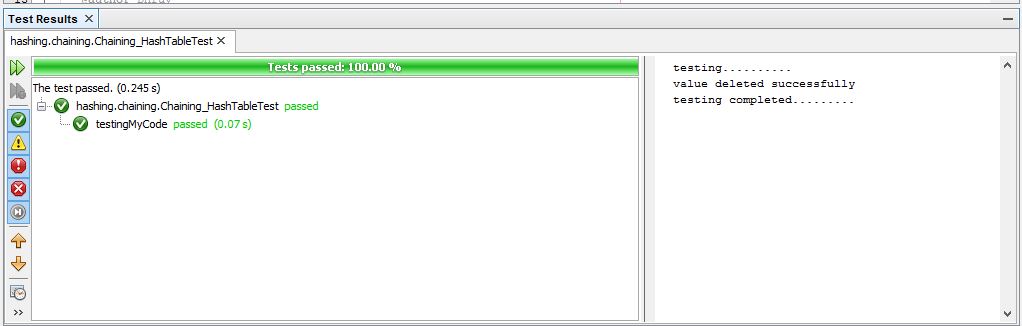 Test Results
hashing.chaining.Chaining_HashTableTest
Tests passed: 100.00 %
The test passed. (0.245 s)
hashing.chaining.Chaining_HashTableTest passed
testingMyCode passed (0.07 s)
testing..........
value deleted successfully
testing completed.........